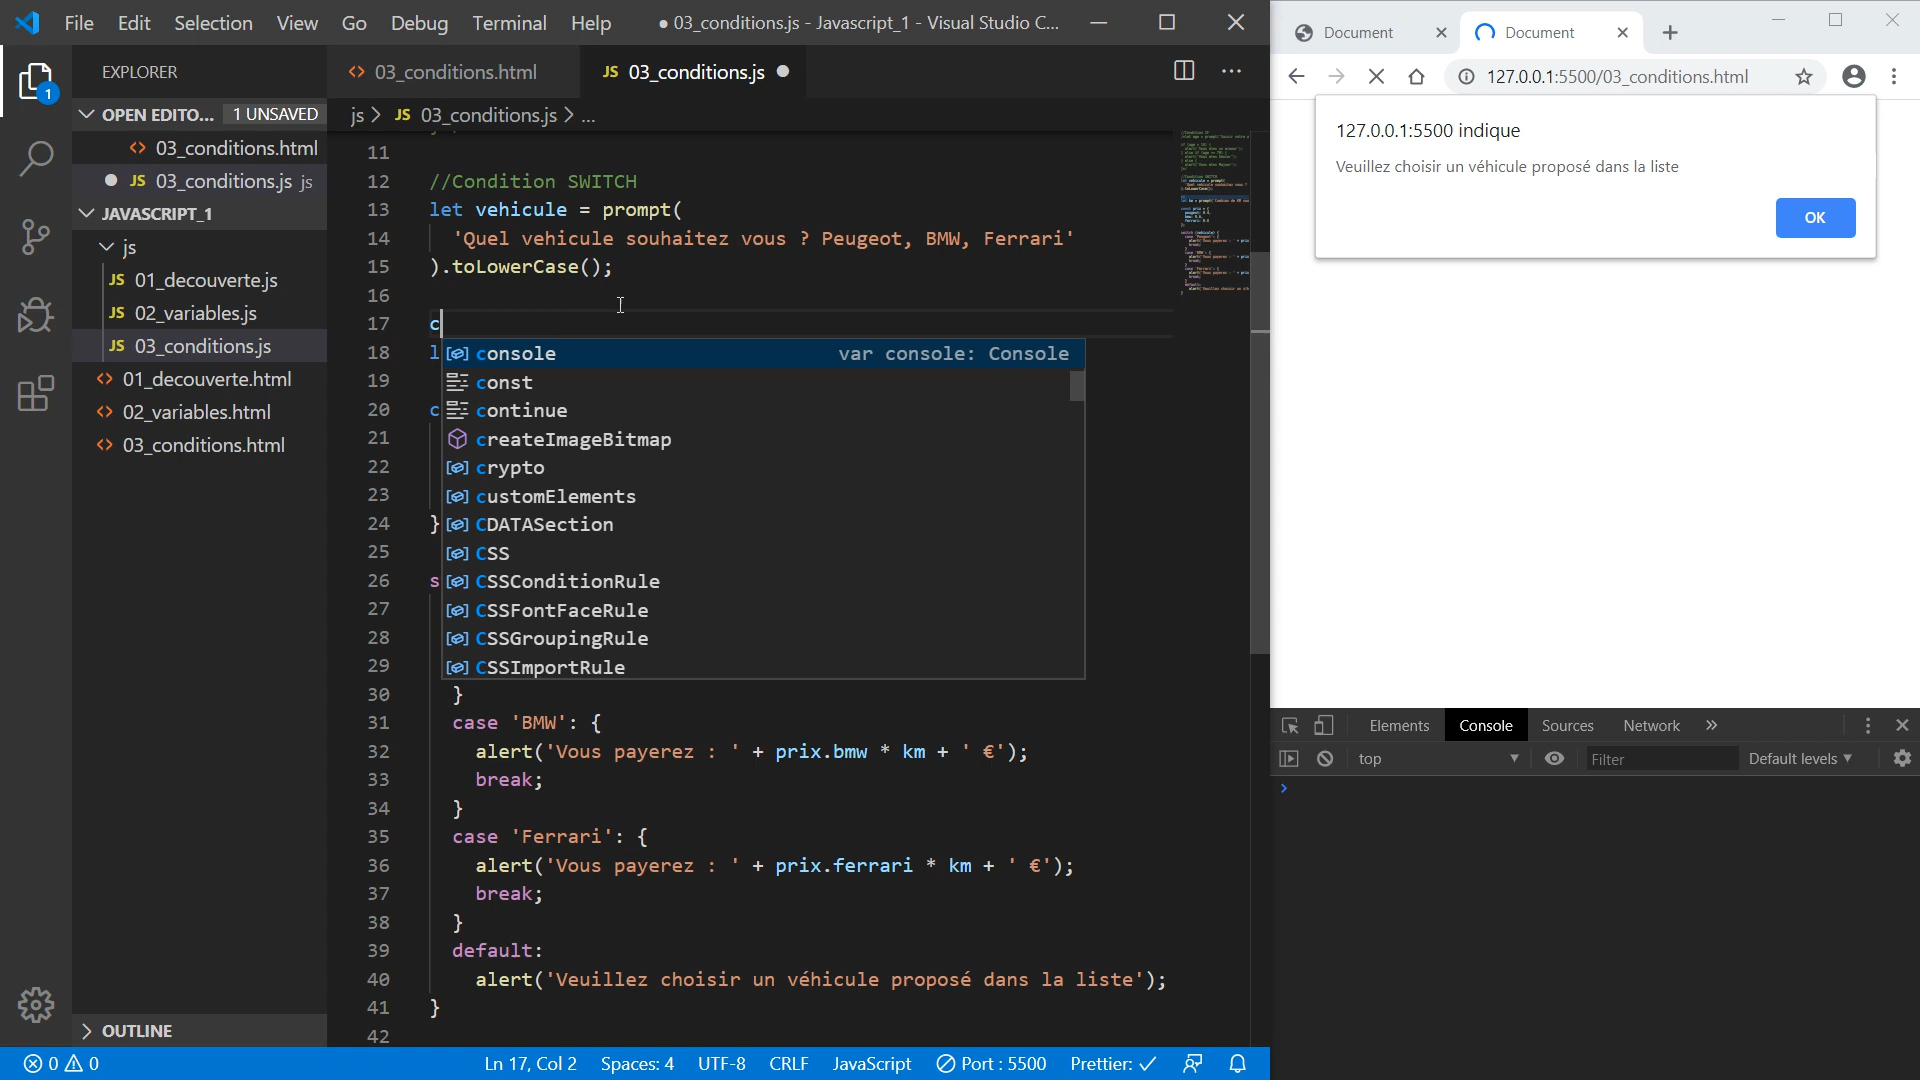 File Edit Selection View Go Debug Terminal Help ● 03_conditions.js - Javascript_1 - Visual Studio C...
EXPLORER
OPEN EDITO... 1 UNSAVED
03_conditions.html
JS 03_conditions.js js
JAVASCRIPT_1
js
JS 01_decouverte.js
JS 02_variables.js
JS 03_conditions.js
01_decouverte.html
02_variables.html
03_conditions.html
OUTLINE
1
03_conditions.html
JS 03_conditions.js
js > JS 03_conditions.js > ...
11
12 //Condition SWITCH
13 let vehicule = prompt(
14 'Quel vehicule souhaitez vous ? Peugeot, BMW, Ferrari'
15 ).toLowerCase();
16
17 c
18 l
19
20 c
21
22
23
24 }
25
26 s
27
28
29
30 }
31 case 'BMW': {
32 alert('Vous payerez : ' + prix.bmw * km + ' €');
33 break;
34 }
35 case 'Ferrari': {
36 alert('Vous payerez : ' + prix.ferrari * km + ' €');
37 break;
38 }
39 default:
40 alert('Veuillez choisir un véhicule proposé dans la liste');
41 }
42
console var console: Console
const
continue
createImageBitmap
crypto
customElements
CDATASection
CSS
CSSConditionRule
CSSFontFaceRule
CSSGroupingRule
CSSImportRule
0 0 Ln 17, Col 2 Spaces: 4 UTF-8 CRLF JavaScript Port : 5500 Prettier: ✓
Document Document
127.0.0.1:5500/03_conditions.html
127.0.0.1:5500 indique
Veuillez choisir un véhicule proposé dans la liste
OK
Elements Console Sources Network »
top Filter Default levels